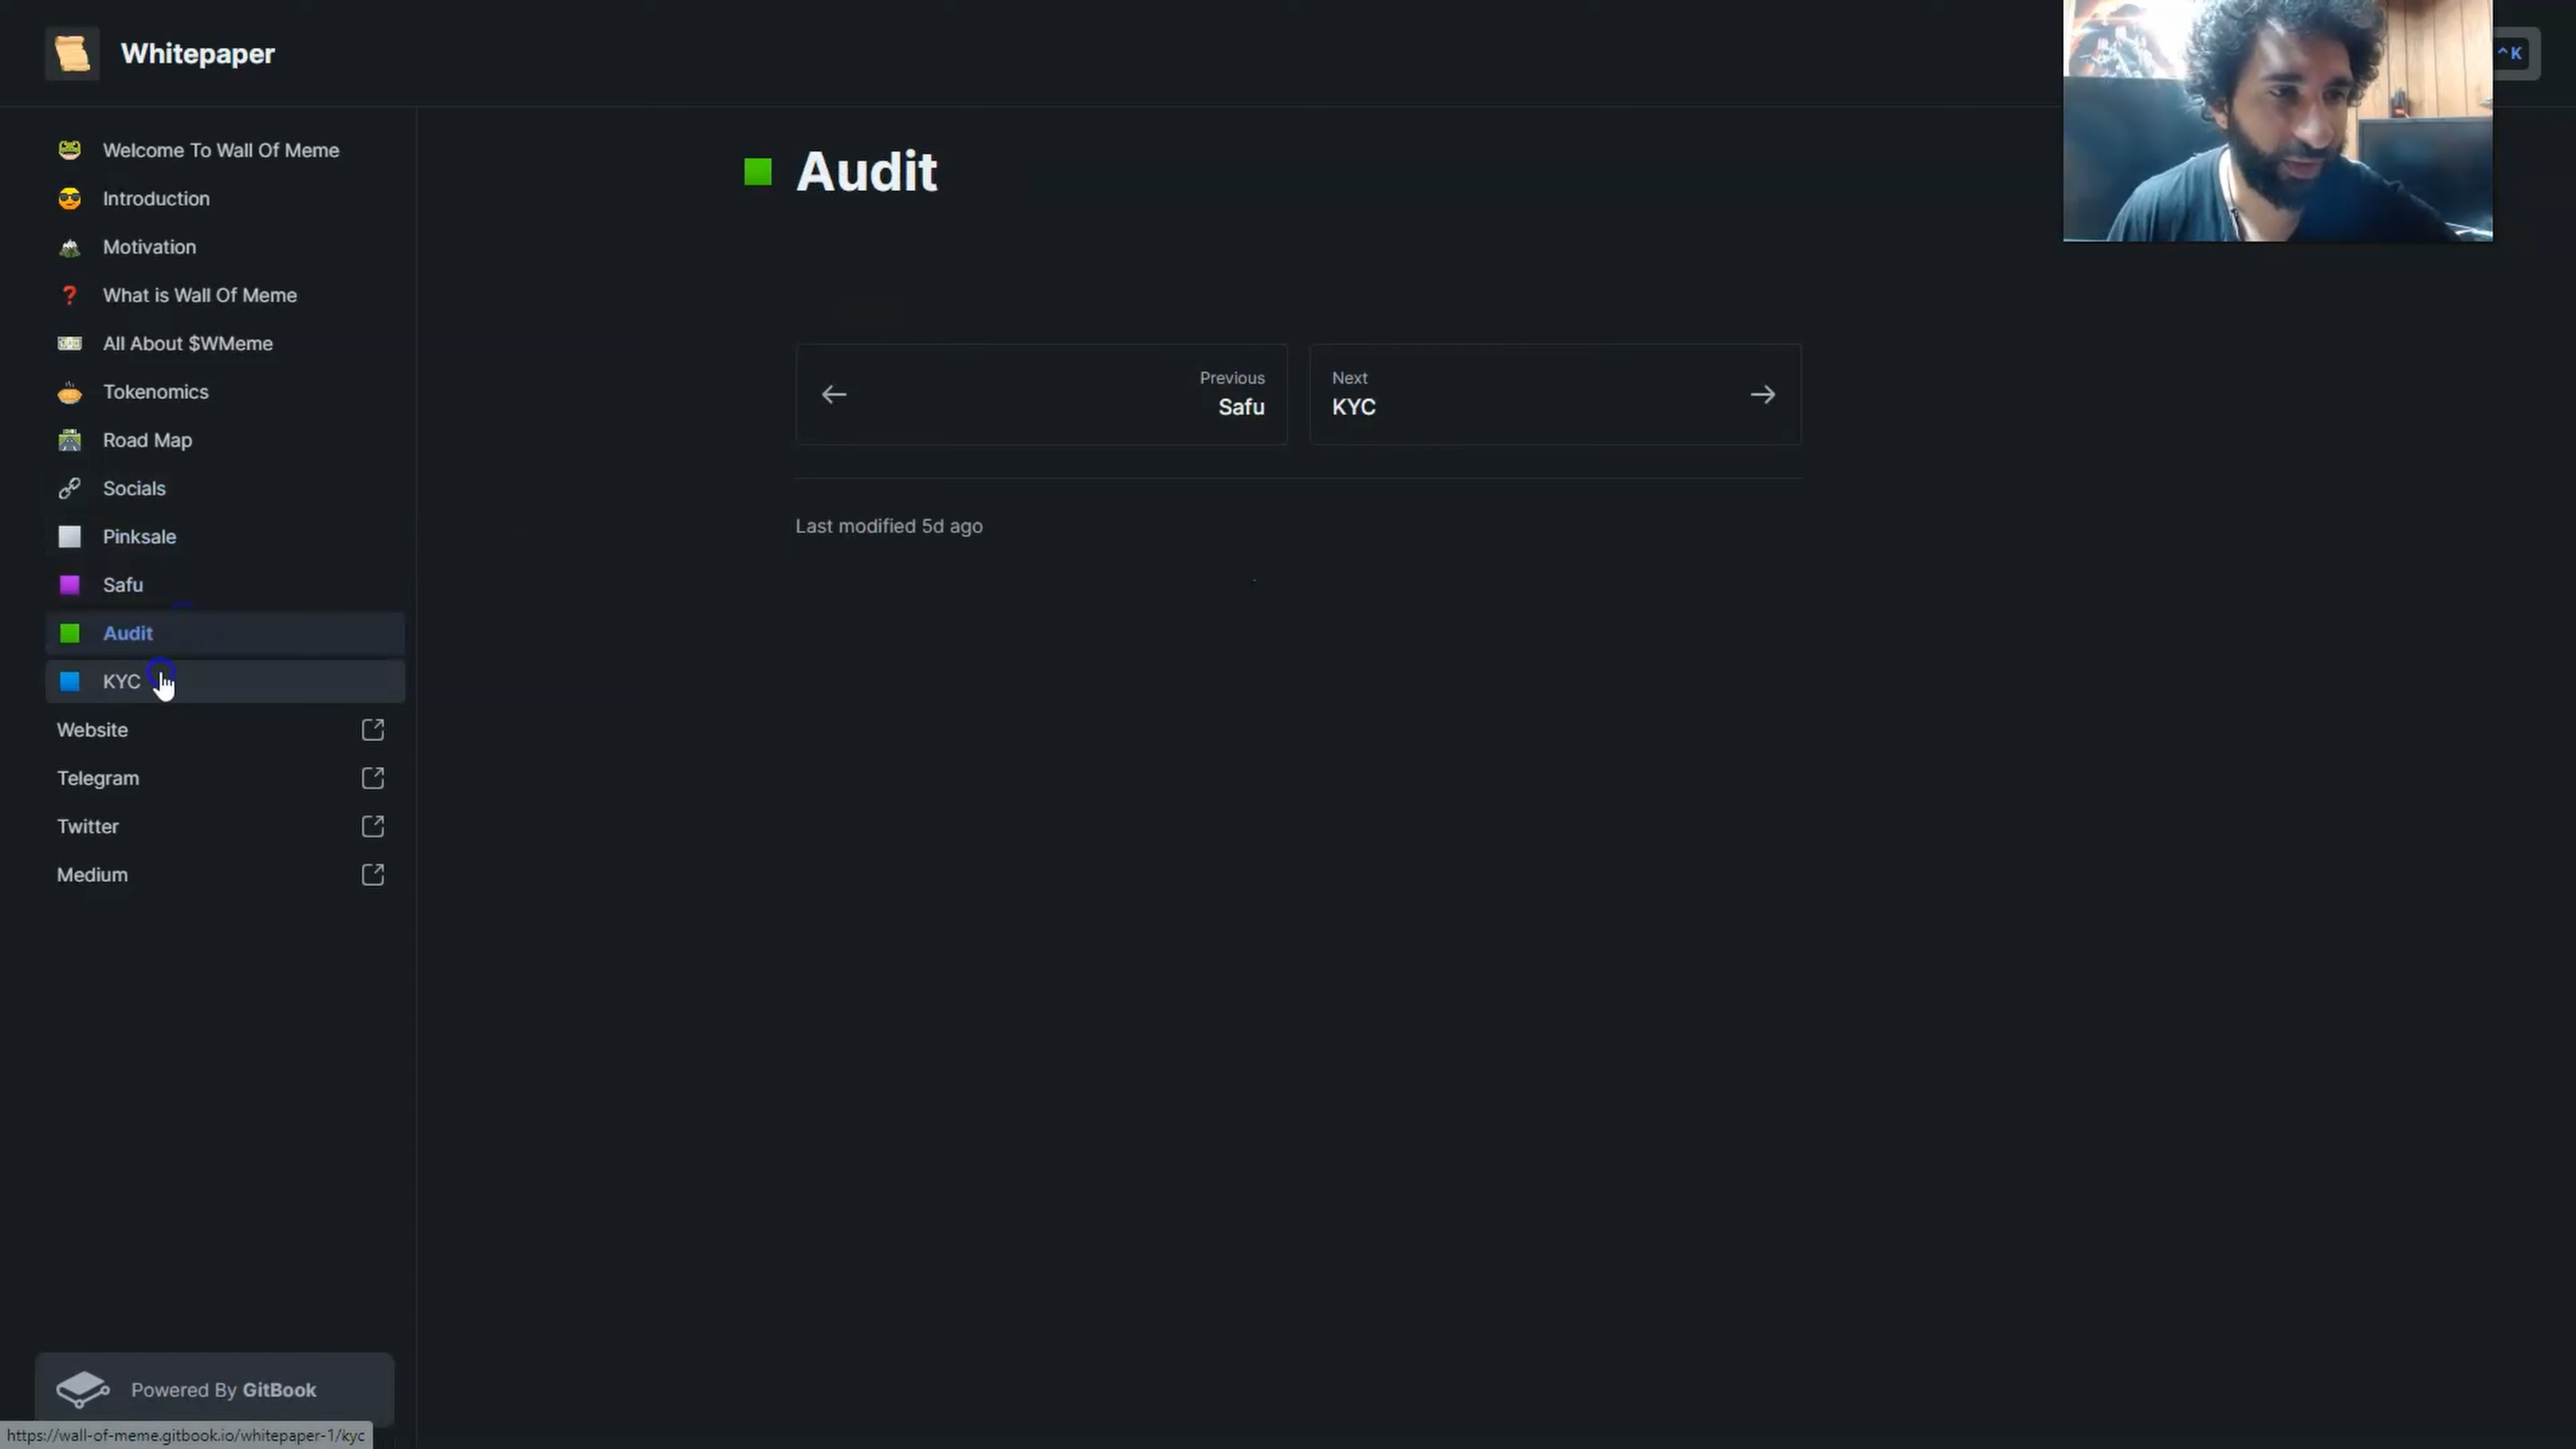 Whitepaper
^ K
Welcome To Wall Of Meme
Introduction
Motivation
What is Wall Of Meme
All About $WMeme
Tokenomics
Road Map
Socials
Pinksale
Safu
Audit
KYC
Website
Telegram
Twitter
Medium
Powered By GitBook
https://wall-of-meme.gitbook.io/whitepaper-1/kyc
Audit
Previous
Safu
Next
KYC
Last modified 5d ago